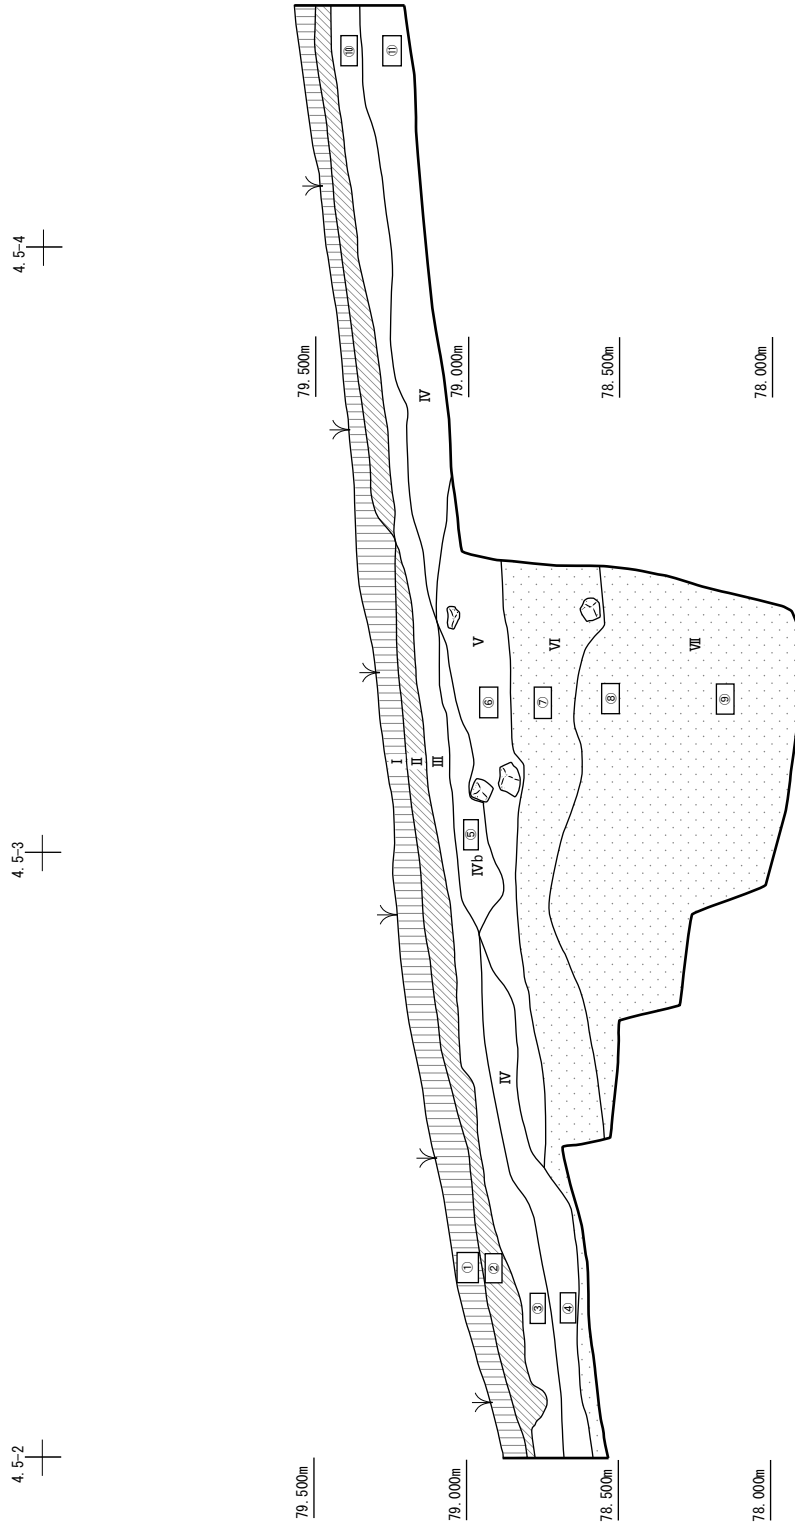 4.5-2
4.5-3
4.5-4
79.500m
79.000m
78.500m
78.000m
79.500m
79.000m
78.500m
78.000m
Ⅰ
Ⅱ
Ⅲ
Ⅳ
Ⅳb
Ⅳ
Ⅴ
Ⅵ
Ⅶ
①
②
③
④
⑤
⑥
⑦
⑧
⑨
⑩
⑪